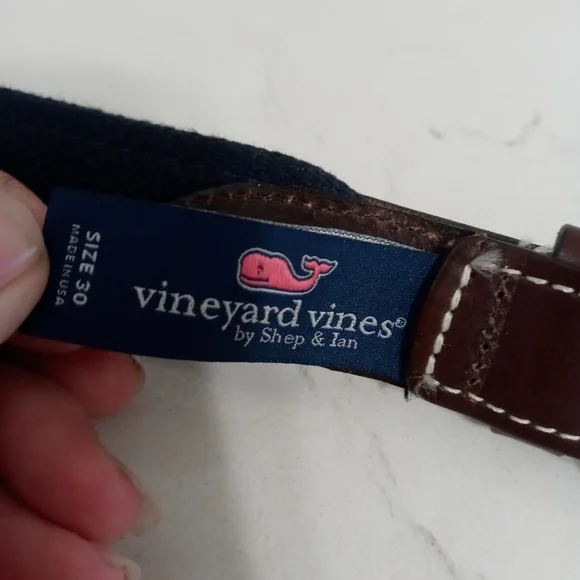 SIZE 30
MADE IN USA
vineyard vines®
by Shep & Ian